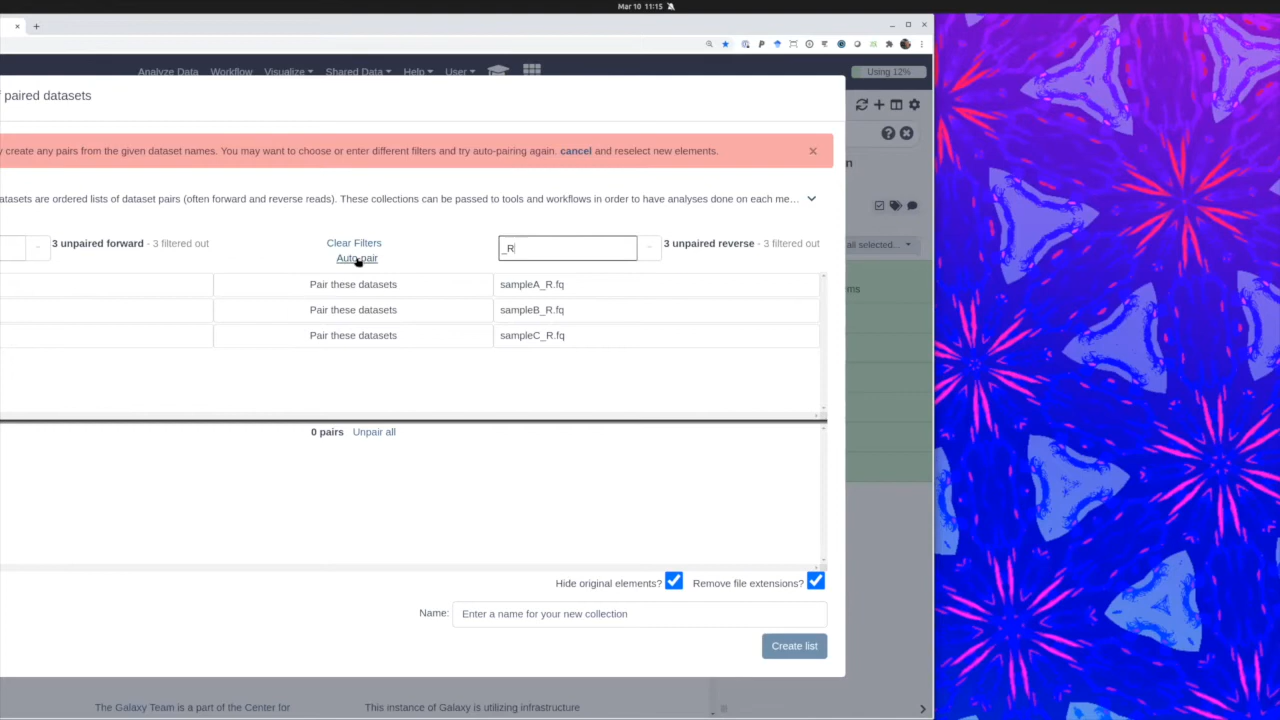 Mar 10 11:15
Analyze Data Workflow Visualize Shared Data Help User Using 12%
f paired datasets
y create any pairs from the given dataset names. You may want to choose or enter different filters and try auto-pairing again. cancel and reselect new elements.
atasets are ordered lists of dataset pairs (often forward and reverse reads). These collections can be passed to tools and workflows in order to have analyses done on each me...
3 unpaired forward - 3 filtered out Clear Filters _R 3 unpaired reverse - 3 filtered out
Auto-pair
all selected...
Pair these datasets sampleA_R.fq
Pair these datasets sampleB_R.fq
Pair these datasets sampleC_R.fq
0 pairs Unpair all
Hide original elements? Remove file extensions?
Name: Enter a name for your new collection
Create list
The Galaxy Team is a part of the Center for This instance of Galaxy is utilizing infrastructure